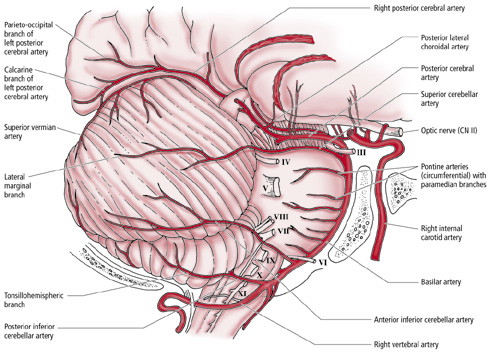 Parieto-occipital
branch of
left posterior
cerebral artery
Calcarine
branch of
left posterior
cerebral artery
Superior vermian
artery
Lateral
marginal
branch
Tonsillohemispheric
branch
Posterior inferior
cerebellar artery
Right posterior cerebral artery
Posterior lateral
choroidal artery
Posterior cerebral
artery
Superior cerebellar
artery
Optic nerve (CN II)
Pontine arteries
(circumferential) with
paramedian branches
Right internal
carotid artery
Basilar artery
Anterior inferior cerebellar artery
Right vertebral artery
III
IV
V
VIII
VII
IX
VI
X
XI